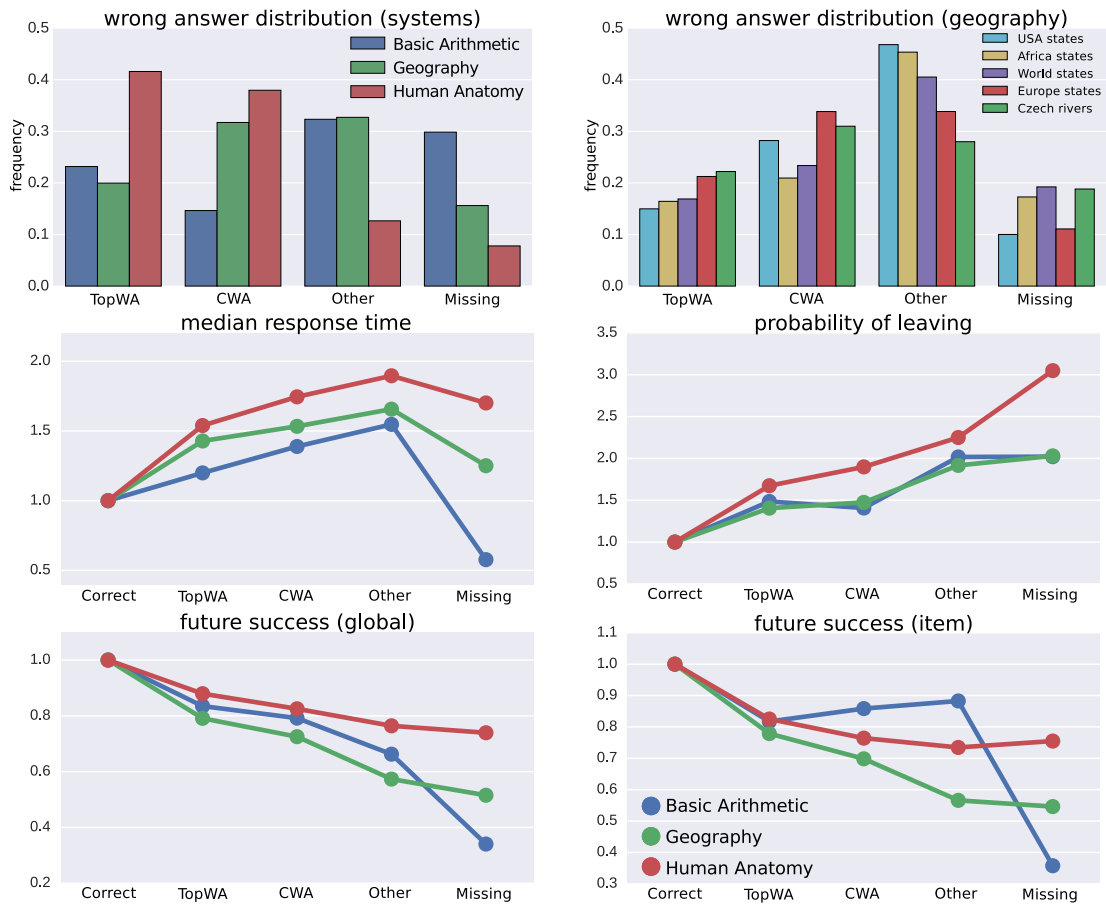 wrong answer distribution (systems)
0.5
0.4
0.3
0.2
0.1
0.0
frequency
Basic Arithmetic
Geography
Human Anatomy
TopWA CWA Other Missing
wrong answer distribution (geography)
0.5
0.4
0.3
0.2
0.1
0.0
frequency
USA states
Africa states
World states
Europe states
Czech rivers
TopWA CWA Other Missing
median response time
2.0
1.5
1.0
0.5
Correct TopWA CWA Other Missing
probability of leaving
3.5
3.0
2.5
2.0
1.5
1.0
0.5
Correct TopWA CWA Other Missing
future success (global)
1.0
0.8
0.6
0.4
0.2
Correct TopWA CWA Other Missing
future success (item)
1.1
1.0
0.9
0.8
0.7
0.6
0.5
0.4
0.3
Basic Arithmetic
Geography
Human Anatomy
Correct TopWA CWA Other Missing